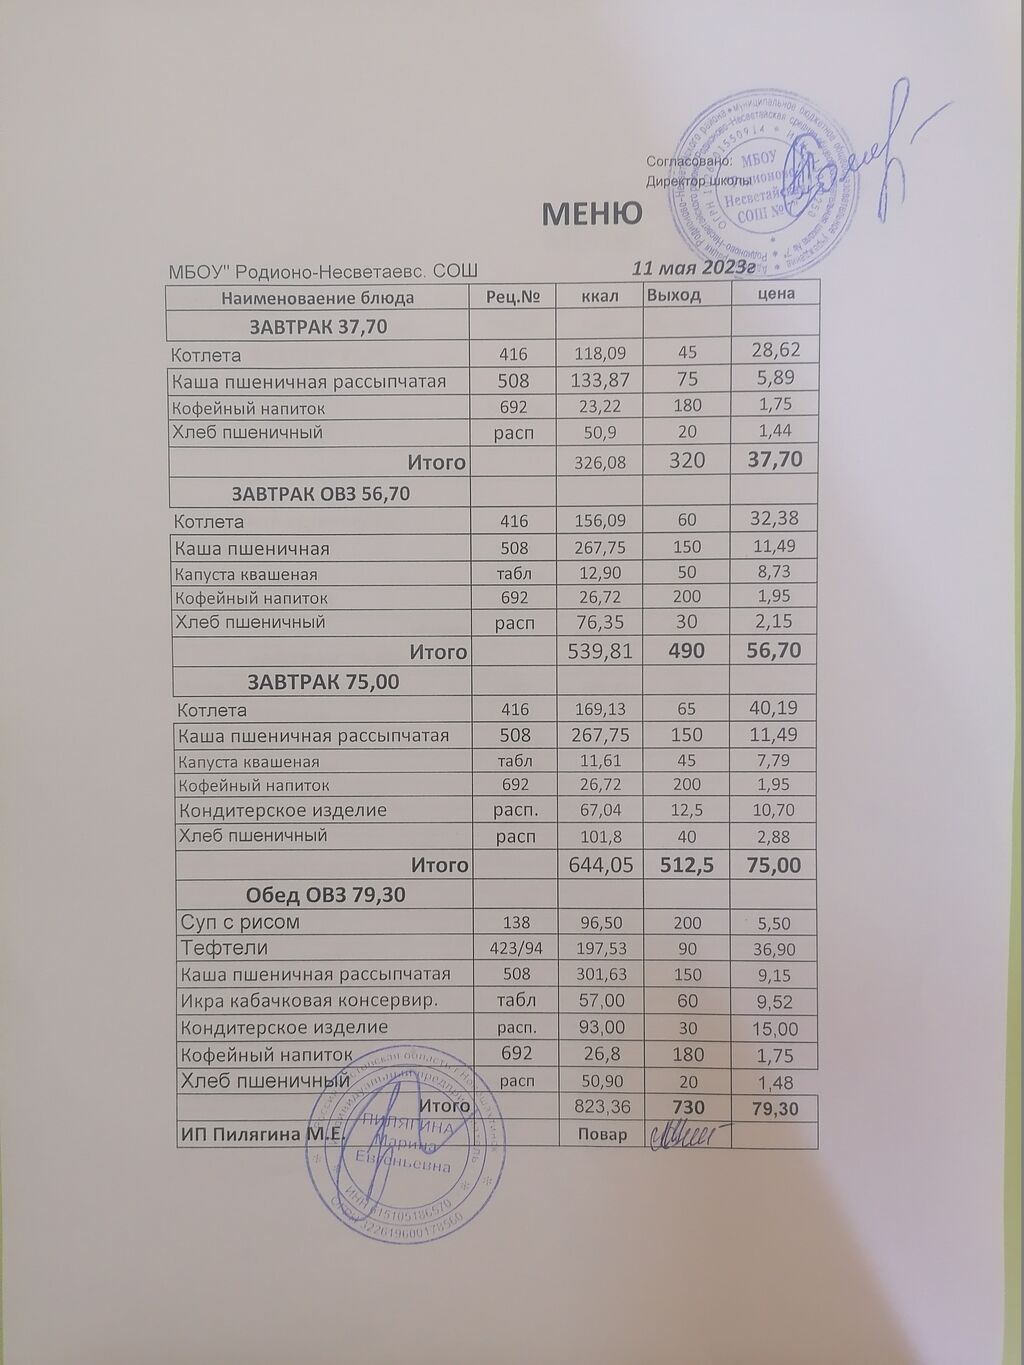 Согласовано:
Директор школы
МБОУ
СОШ №7
МЕНЮ
МБОУ" Родионо-Несветаевс. СОШ 11 мая 2023г
Наименоваение блюда Рец.№ ккал Выход цена
ЗАВТРАК 37,70
Котлета 416 118,09 45 28,62
Каша пшеничная рассыпчатая 508 133,87 75 5,89
Кофейный напиток 692 23,22 180 1,75
Хлеб пшеничный расп 50,9 20 1,44
Итого 326,08 320 37,70
ЗАВТРАК ОВЗ 56,70
Котлета 416 156,09 60 32,38
Каша пшеничная 508 267,75 150 11,49
Капуста квашеная табл 12,90 50 8,73
Кофейный напиток 692 26,72 200 1,95
Хлеб пшеничный расп 76,35 30 2,15
Итого 539,81 490 56,70
ЗАВТРАК 75,00
Котлета 416 169,13 65 40,19
Каша пшеничная рассыпчатая 508 267,75 150 11,49
Капуста квашеная табл 11,61 45 7,79
Кофейный напиток 692 26,72 200 1,95
Кондитерское изделие расп. 67,04 12,5 10,70
Хлеб пшеничный расп 101,8 40 2,88
Итого 644,05 512,5 75,00
Обед ОВЗ 79,30
Суп с рисом 138 96,50 200 5,50
Тефтели 423/94 197,53 90 36,90
Каша пшеничная рассыпчатая 508 301,63 150 9,15
Икра кабачковая консервир. табл 57,00 60 9,52
Кондитерское изделие расп. 93,00 30 15,00
Кофейный напиток 692 26,8 180 1,75
Хлеб пшеничный расп 50,90 20 1,48
Итого 823,36 730 79,30
ИП Пилягина М.Е. Повар
ПИЛЯГИНА
Марина
Евгеньевна
ИНН 615105186570
ОГРН 322619600178560